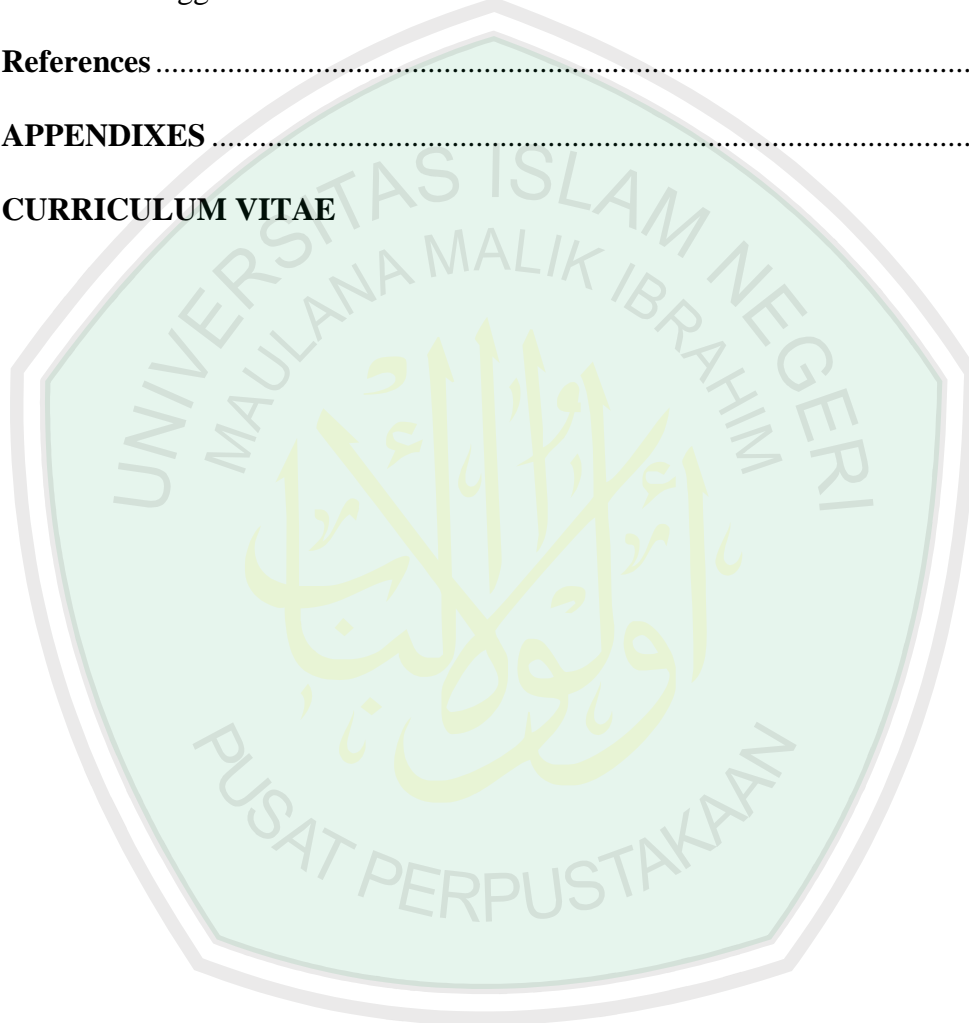 References ........................................................................................
APPENDIXES ..................................................................................
CURRICULUM VITAE
UNIVERSITAS ISLAM NEGERI
MAULANA MALIK IBRAHIM
PUSAT PERPUSTAKAAN